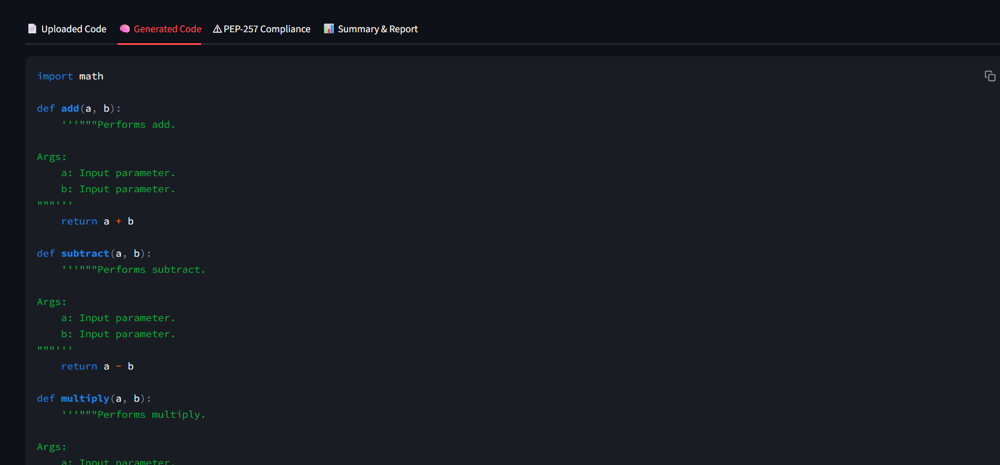 Uploaded Code Generated Code PEP-257 Compliance Summary & Report
import math
def add(a, b):
    '''"""Performs add.
Args:
    a: Input parameter.
    b: Input parameter.
"""'''
    return a + b
def subtract(a, b):
    '''"""Performs subtract.
Args:
    a: Input parameter.
    b: Input parameter.
"""'''
    return a - b
def multiply(a, b):
    '''"""Performs multiply.
Args:
    a: Input parameter.